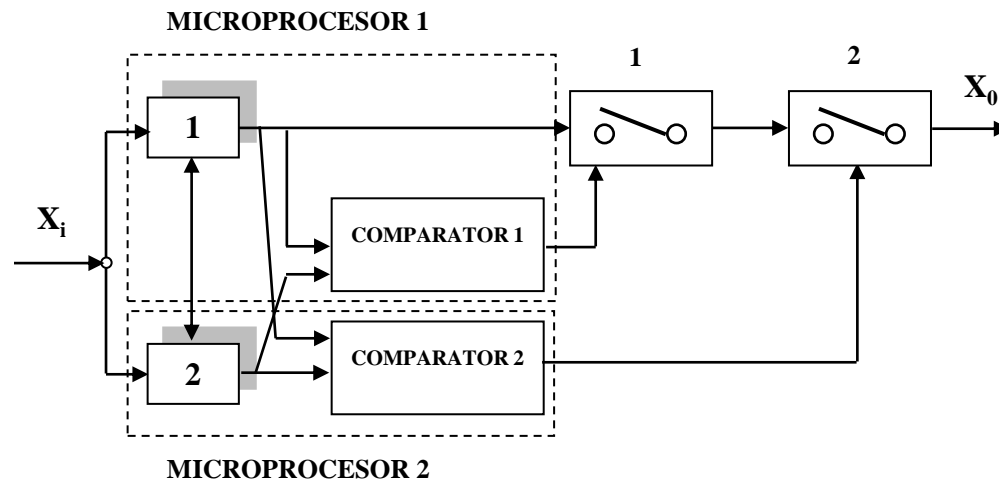 MICROPROCESOR 1
1
2
X0
1
COMPARATOR 1
Xi
COMPARATOR 2
2
MICROPROCESOR 2